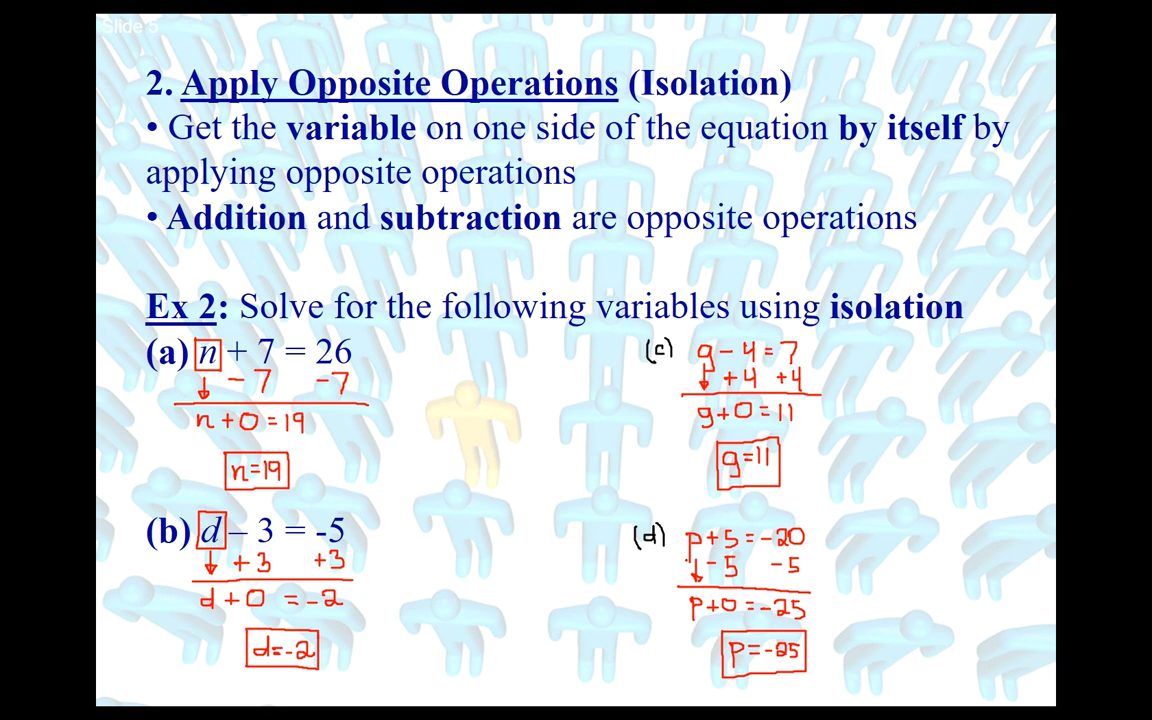 Slide 5
2. Apply Opposite Operations (Isolation)
• Get the variable on one side of the equation by itself by
applying opposite operations
• Addition and subtraction are opposite operations
Ex 2: Solve for the following variables using isolation
(a) n + 7 = 26
- 7 -7
n + 0 = 19
n=19
(b) d – 3 = -5
+3 +3
d + 0 = -2
d=-2
(c) g - 4 = 7
+4 +4
g+0=11
g=11
(d) p+5=-20
-5 -5
p+0=-25
p=-25